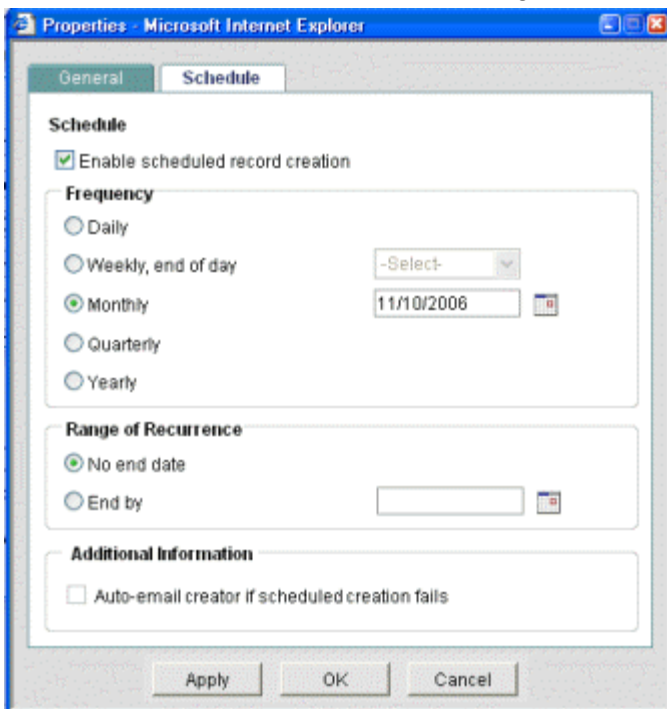 Properties - Microsoft Internet Explorer
General Schedule
Schedule
Enable scheduled record creation
Frequency
Daily
Weekly, end of day -Select-
Monthly 11/10/2006
Quarterly
Yearly
Range of Recurrence
No end date
End by
Additional Information
Auto-email creator if scheduled creation fails
Apply OK Cancel